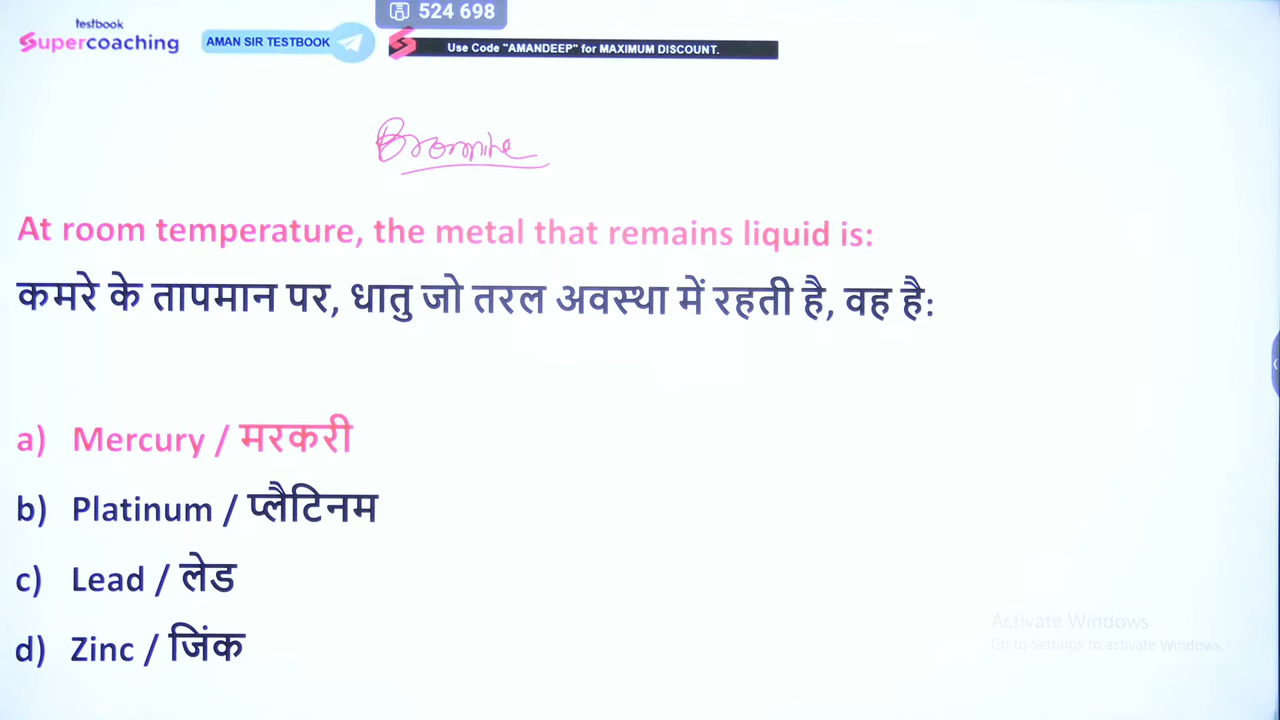 testbook
Supercoaching
AMAN SIR TESTBOOK
524 698
Use Code "AMANDEEP" for MAXIMUM DISCOUNT.
Bromine
At room temperature, the metal that remains liquid is:
कमरे के तापमान पर, धातु जो तरल अवस्था में रहती है, वह है:
a) Mercury / मरकरी
b) Platinum / प्लैटिनम
c) Lead / लेड
d) Zinc / जिंक
Activate Windows
Go to Settings to activate Windows.